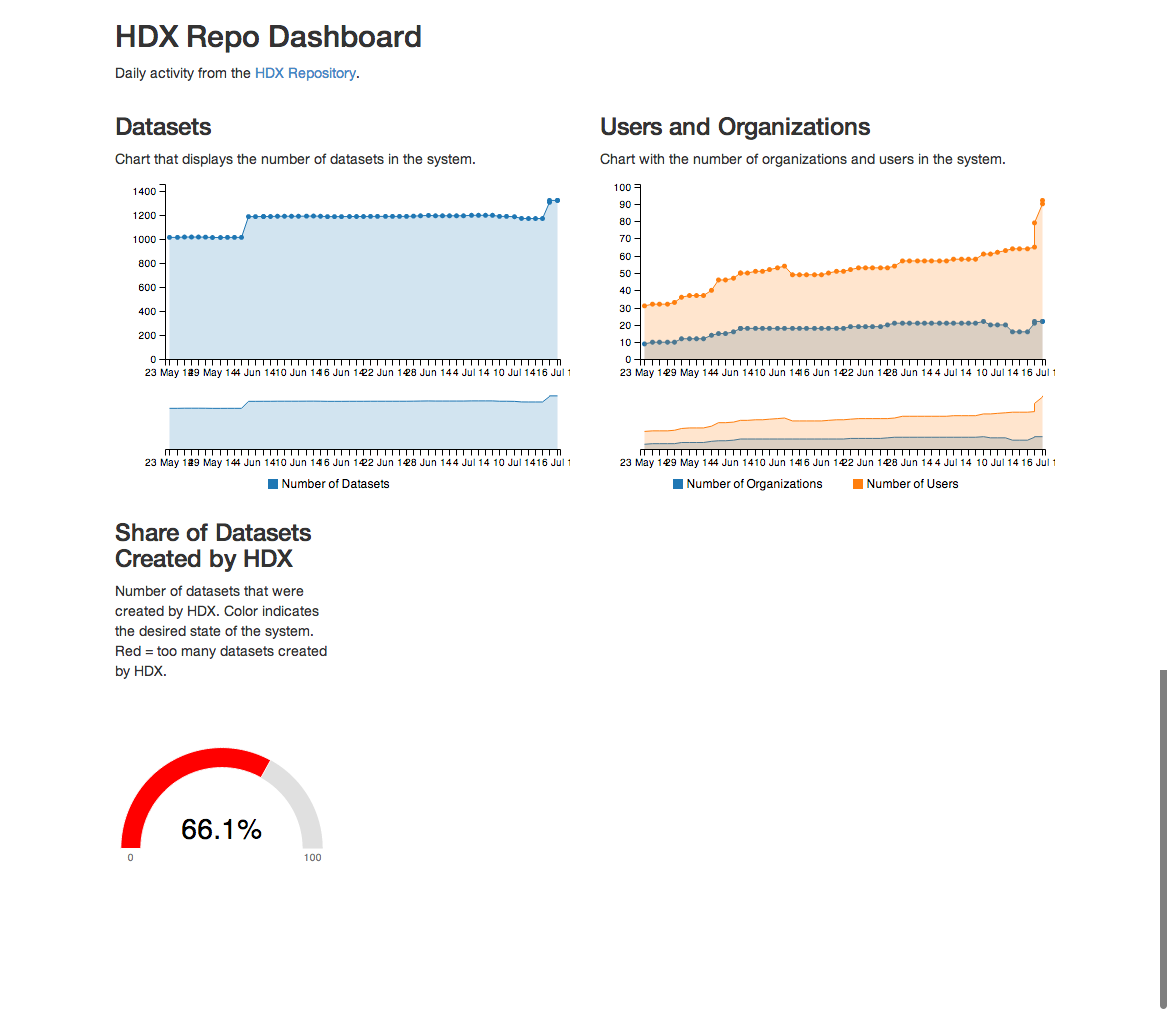 HDX Repo Dashboard
Daily activity from the HDX Repository.
Datasets
Chart that displays the number of datasets in the system.
1400
1200
1000
800
600
400
200
0
23 May 14 29 May 14 4 Jun 14 10 Jun 14 16 Jun 14 22 Jun 14 28 Jun 14 4 Jul 14 10 Jul 14 16 Jul 1
23 May 14 29 May 14 4 Jun 14 10 Jun 14 16 Jun 14 22 Jun 14 28 Jun 14 4 Jul 14 10 Jul 14 16 Jul 1
Number of Datasets
Users and Organizations
Chart with the number of organizations and users in the system.
100
90
80
70
60
50
40
30
20
10
0
23 May 14 29 May 14 4 Jun 14 10 Jun 14 16 Jun 14 22 Jun 14 28 Jun 14 4 Jul 14 10 Jul 14 16 Jul 1
23 May 14 29 May 14 4 Jun 14 10 Jun 14 16 Jun 14 22 Jun 14 28 Jun 14 4 Jul 14 10 Jul 14 16 Jul 1
Number of Organizations Number of Users
Share of Datasets
Created by HDX
Number of datasets that were
created by HDX. Color indicates
the desired state of the system.
Red = too many datasets created
by HDX.
66.1%
0 100